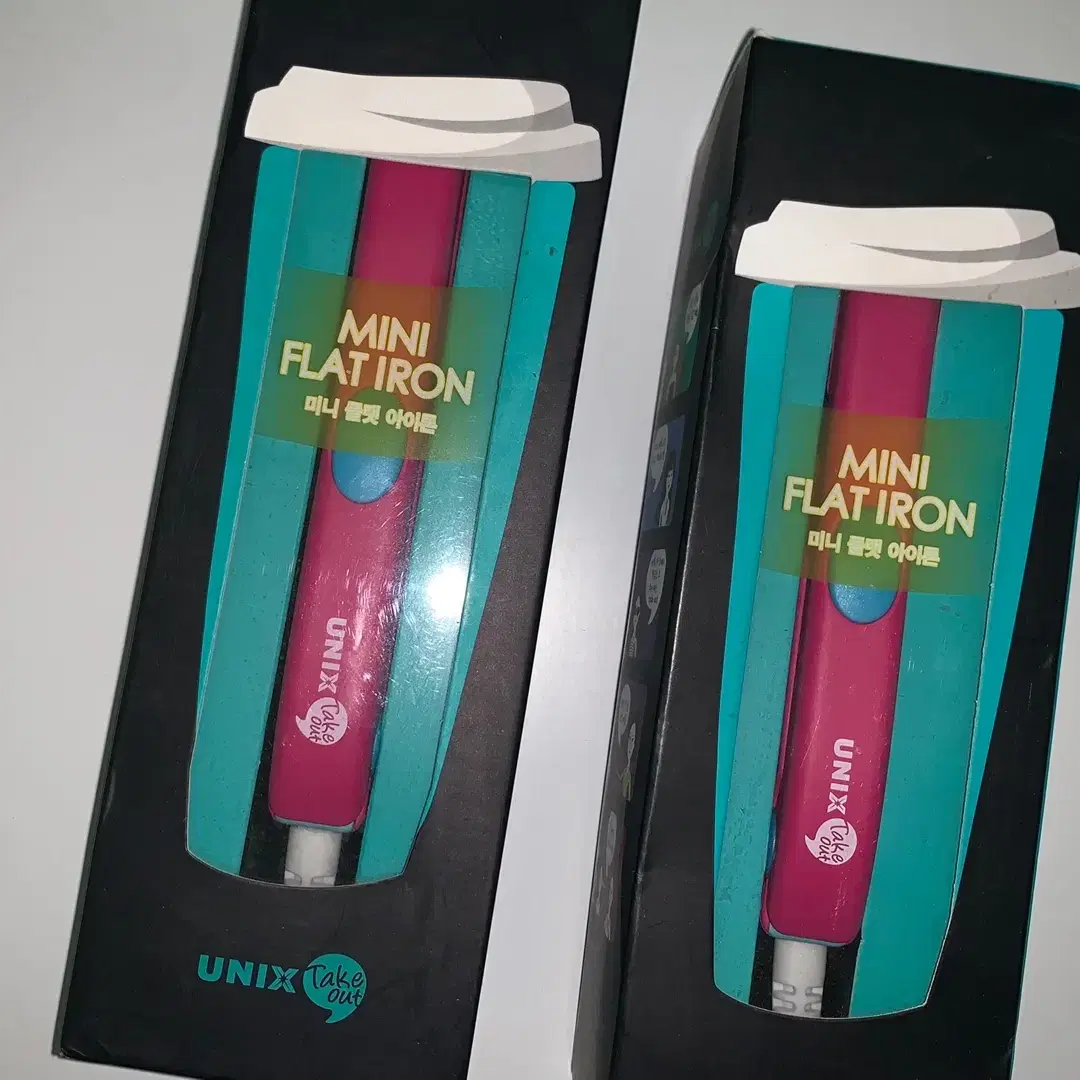 MINI
FLAT IRON
미니 플랫 아이론
UNIX
Take
out
UNIX Take
out
MINI
FLAT IRON
미니 플랫 아이론
UNIX
Take
out